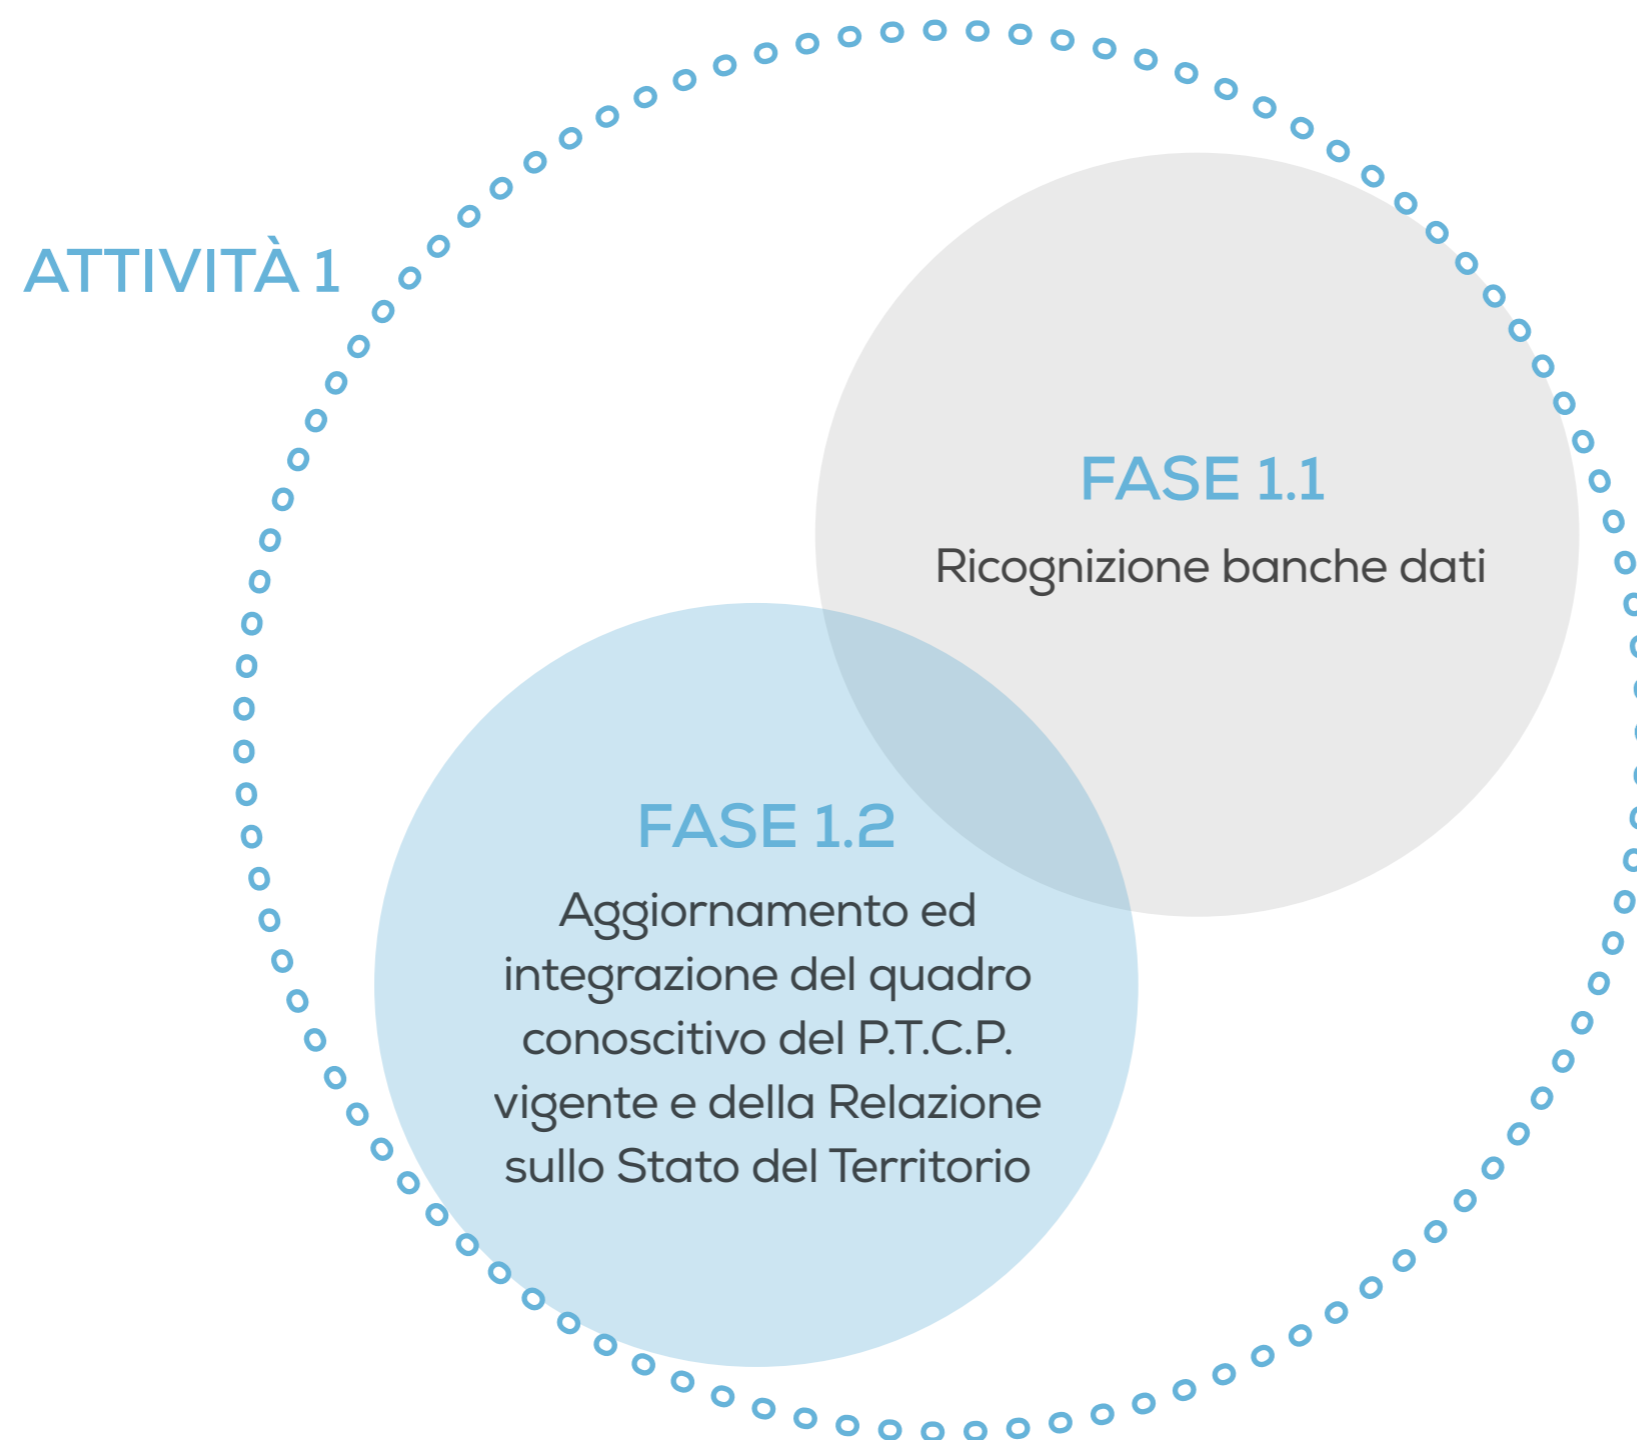 ATTIVITÀ 1
FASE 1.1
Ricognizione banche dati
FASE 1.2
Aggiornamento ed
integrazione del quadro
conoscitivo del P.T.C.P.
vigente e della Relazione
sullo Stato del Territorio